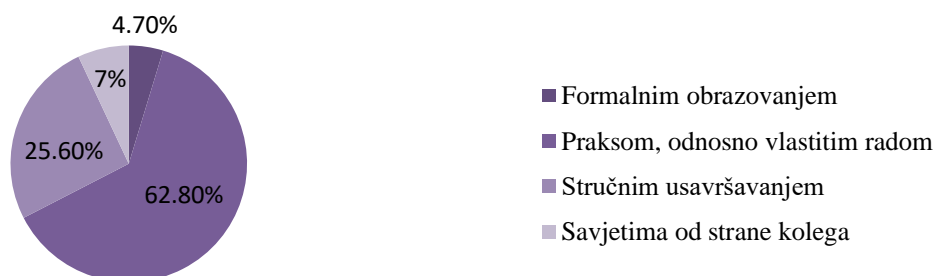 4.70%
7%
25.60%
62.80%
Formalnim obrazovanjem
Praksom, odnosno vlastitim radom
Stručnim usavršavanjem
Savjetima od strane kolega